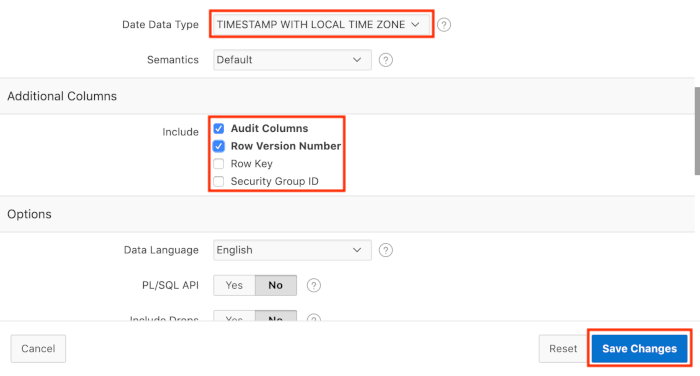 Date Data Type TIMESTAMP WITH LOCAL TIME ZONE ?
Semantics Default ?
Additional Columns
Include Audit Columns
Row Version Number
Row Key
Security Group ID
Options
Data Language English ?
PL/SQL API Yes No ?
Include Drops Yes No ?
Cancel Reset Save Changes